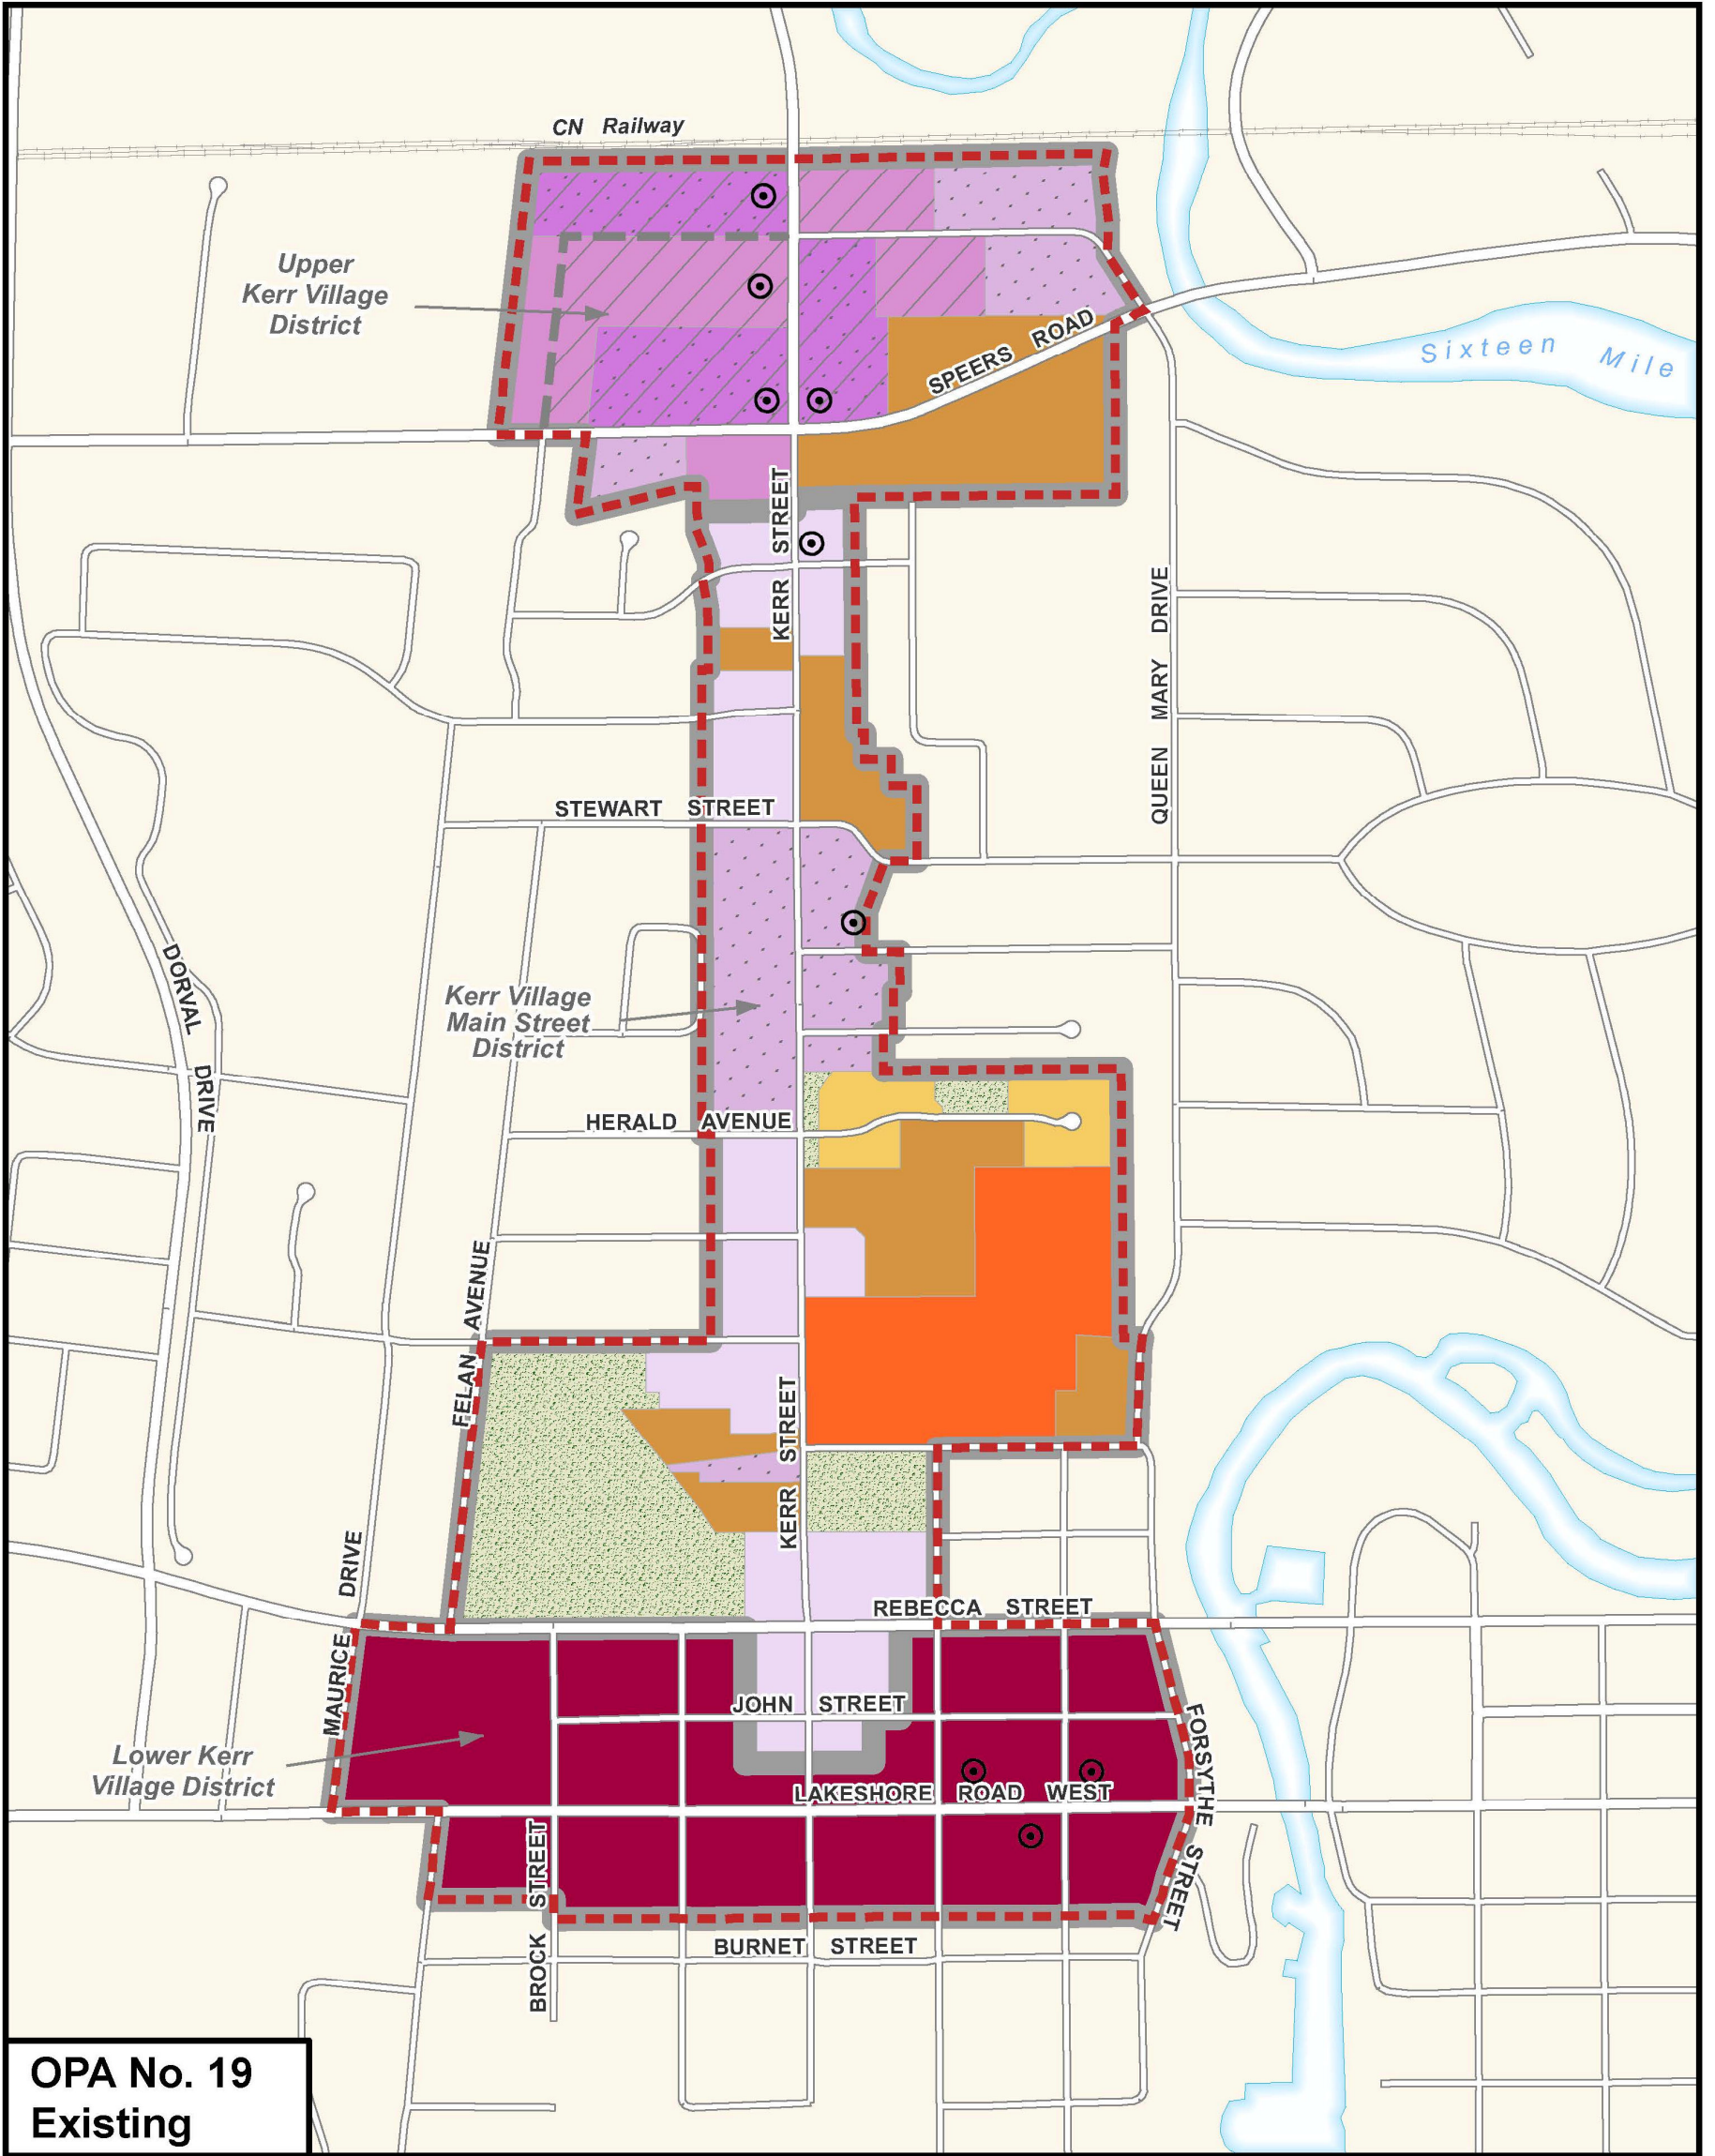 CN Railway
Upper
Kerr Village
District
SPEERS ROAD
Sixteen Mile
KERR STREET
QUEEN MARY DRIVE
STEWART STREET
DORVAL DRIVE
Kerr Village
Main Street
District
HERALD AVENUE
FELAN AVENUE
KERR STREET
MAURICE DRIVE
REBECCA STREET
JOHN STREET
FORSYTHE STREET
Lower Kerr
Village District
LAKESHORE ROAD WEST
BROCK STREET
BURNET STREET
OPA No. 19
Existing